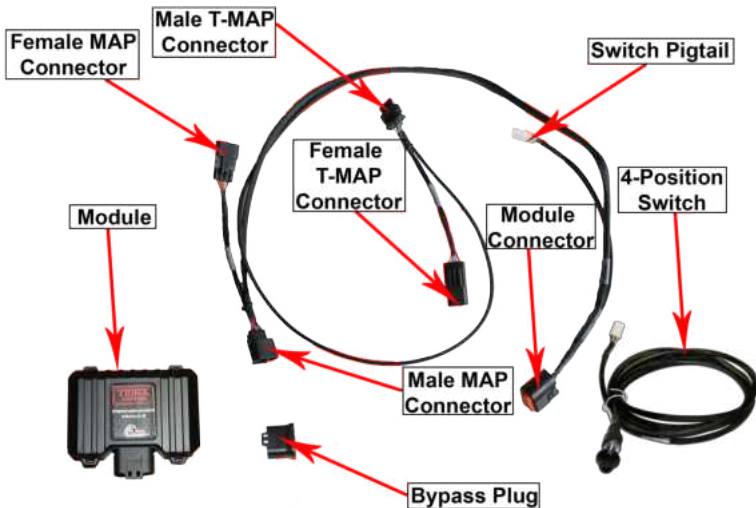 Male T-MAP
Connector
Female MAP
Connector
Switch Pigtail
Female
T-MAP
Connector
4-Position
Switch
Module
Module
Connector
Male MAP
Connector
Bypass Plug